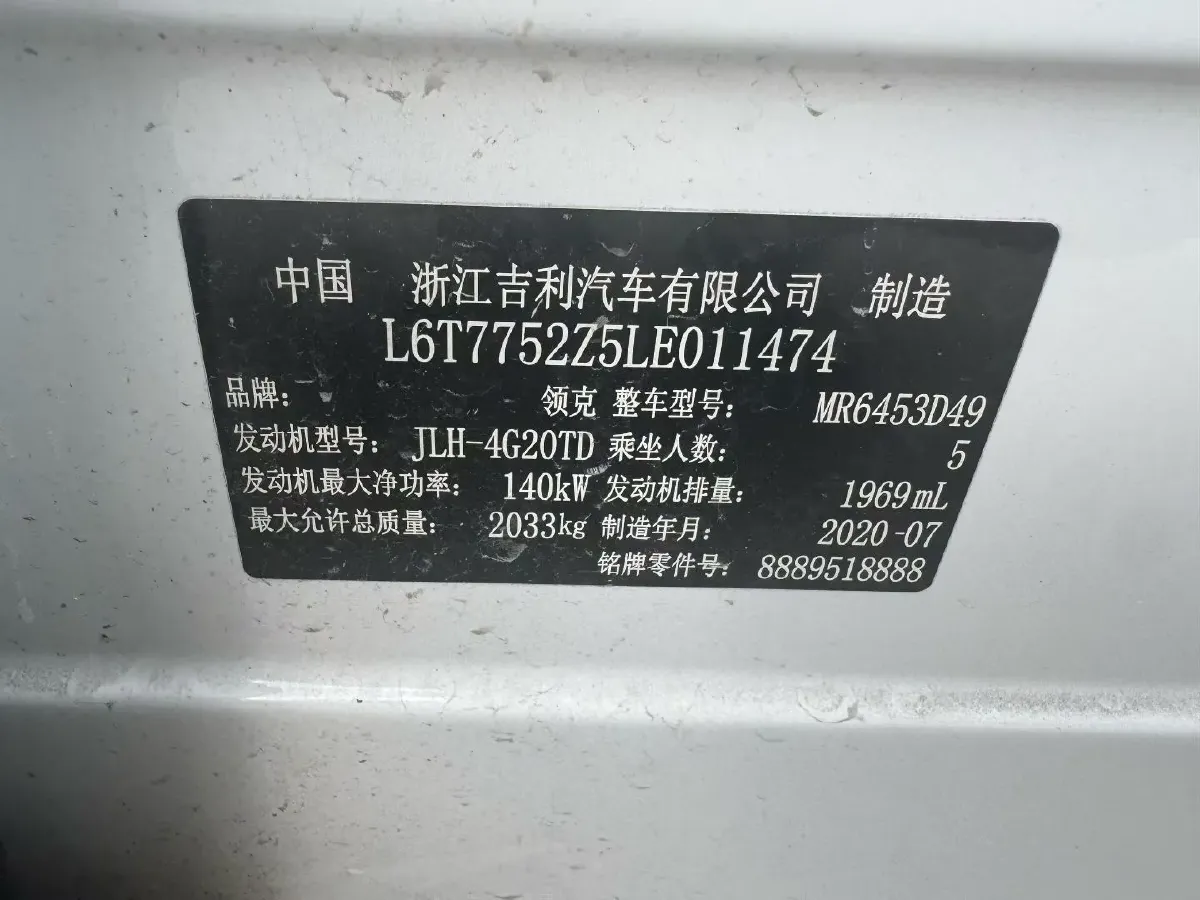 中国 浙江吉利汽车有限公司 制造
L6T7752Z5LE011474
品牌: 领克 整车型号: MR6453D49
发动机型号: JLH-4G20TD 乘坐人数: 5
发动机最大净功率: 140kW 发动机排量: 1969mL
最大允许总质量: 2033kg 制造年月: 2020-07
铭牌零件号: 8889518888